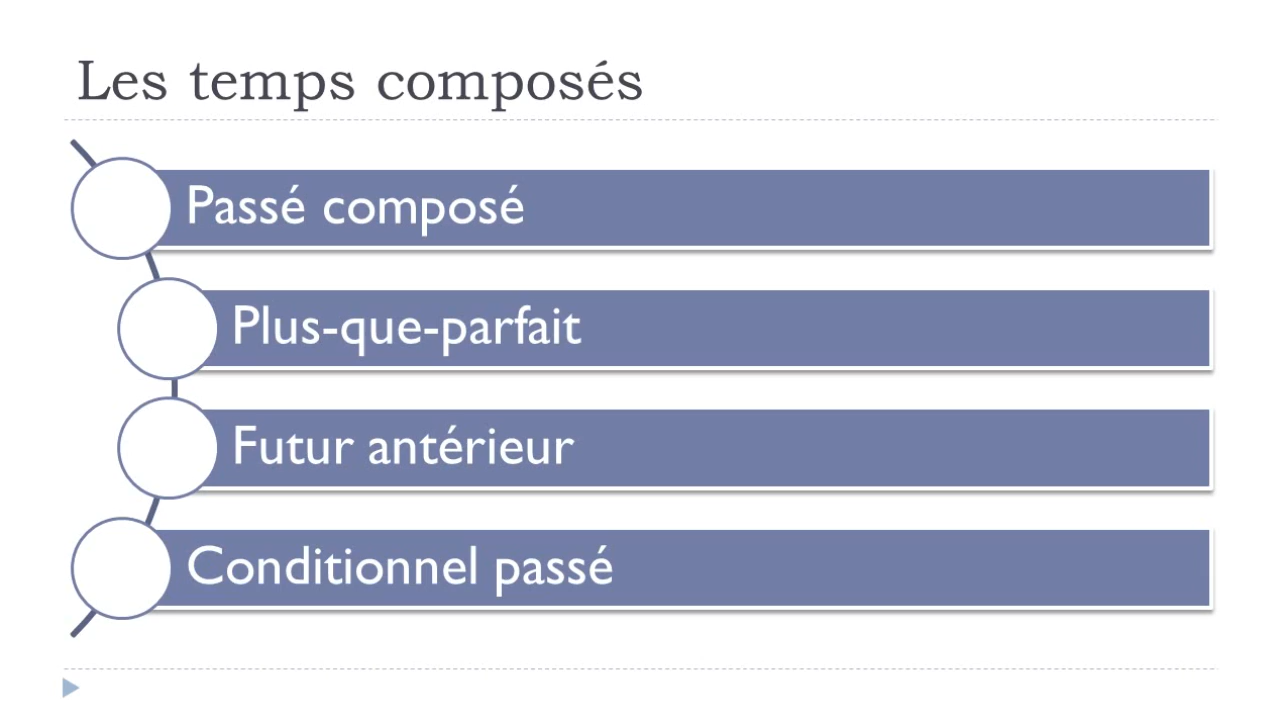 Les temps composés
Passé composé
Plus-que-parfait
Futur antérieur
Conditionnel passé